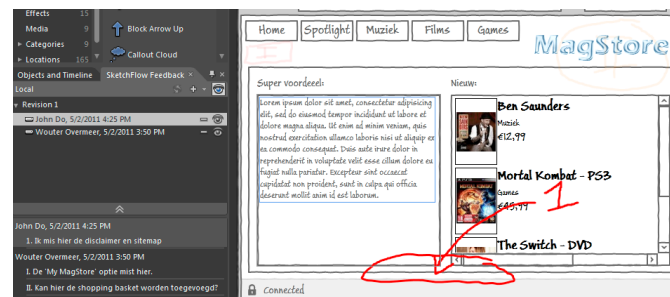 Effects 15
Media 9
Categories 9
Locations 165
Block Arrow Up
Callout Cloud
Objects and Timeline
SketchFlow Feedback ×
Local
Revision 1
John Do, 5/2/2011 4:25 PM
Wouter Overmeer, 5/2/2011 3:50 PM
John Do, 5/2/2011 4:25 PM
1. Ik mis hier de disclaimer en sitemap
Wouter Overmeer, 5/2/2011 3:50 PM
I. De 'My MagStore' optie mist hier.
II. Kan hier de shopping basket worden toegevoegd?
Home
Spotlight
Muziek
Films
Games
MagStore
Super voordeel:
Lorem ipsum dolor sit amet, consectetur adipisicing
elit, sed do eiusmod tempor incididunt ut labore et
dolore magna aliqua. Ut enim ad minim veniam, quis
nostrud exercitation ullamco laboris nisi ut aliquip ex
ea commodo consequat. Duis aute irure dolor in
reprehenderit in voluptate velit esse cillum dolore eu
fugiat nulla pariatur. Excepteur sint occaecat
cupidatat non proident, sunt in culpa qui officia
deserunt mollit anim id est laborum.
Nieuw:
Ben Saunders
Muziek
€12,99
Mortal Kombat - PS3
Games
€45,99
The Switch - DVD
1
I
Connected